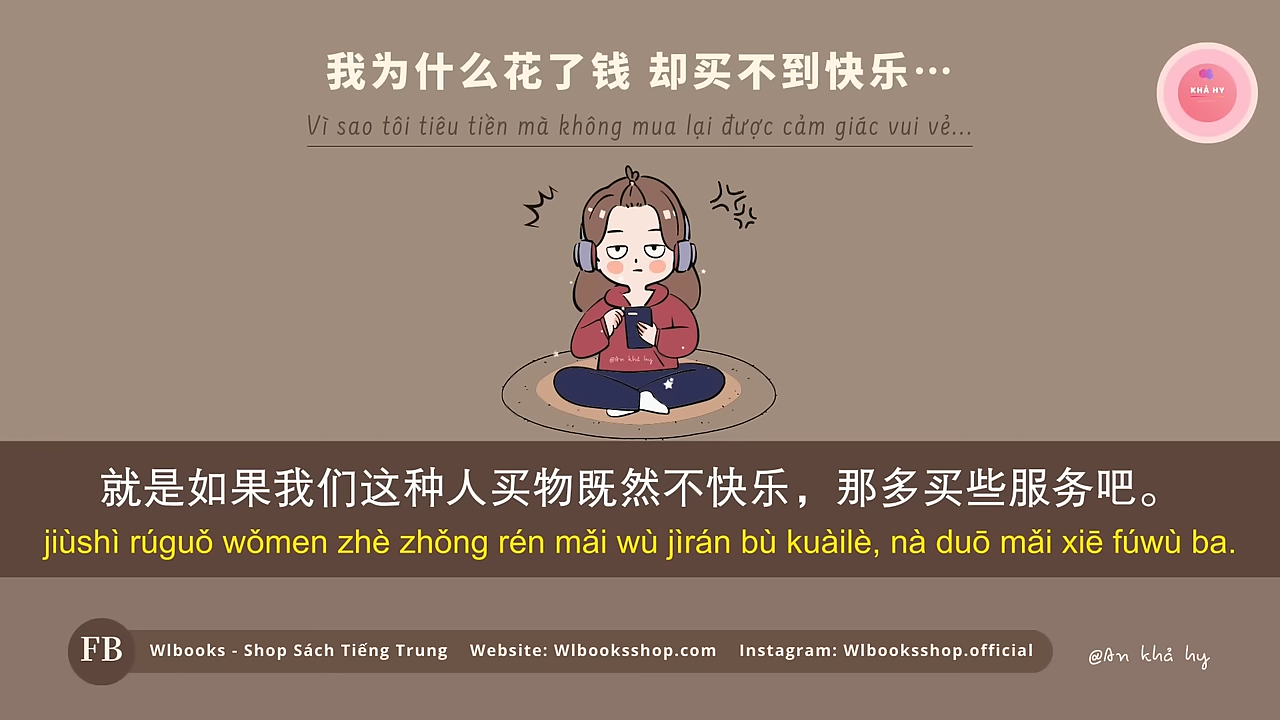 我为什么花了钱 却买不到快乐…
Vì sao tôi tiêu tiền mà không mua lại được cảm giác vui vẻ...
KHẢ HY
@An khả hy
就是如果我们这种人买物既然不快乐，那多买些服务吧。
jiùshì rúguǒ wǒmen zhè zhǒng rén mǎi wù jìrán bù kuàilè, nà duō mǎi xiē fúwù ba.
FB Wlbooks - Shop Sách Tiếng Trung Website: Wlbooksshop.com Instagram: Wlbooksshop.official
@An khả hy